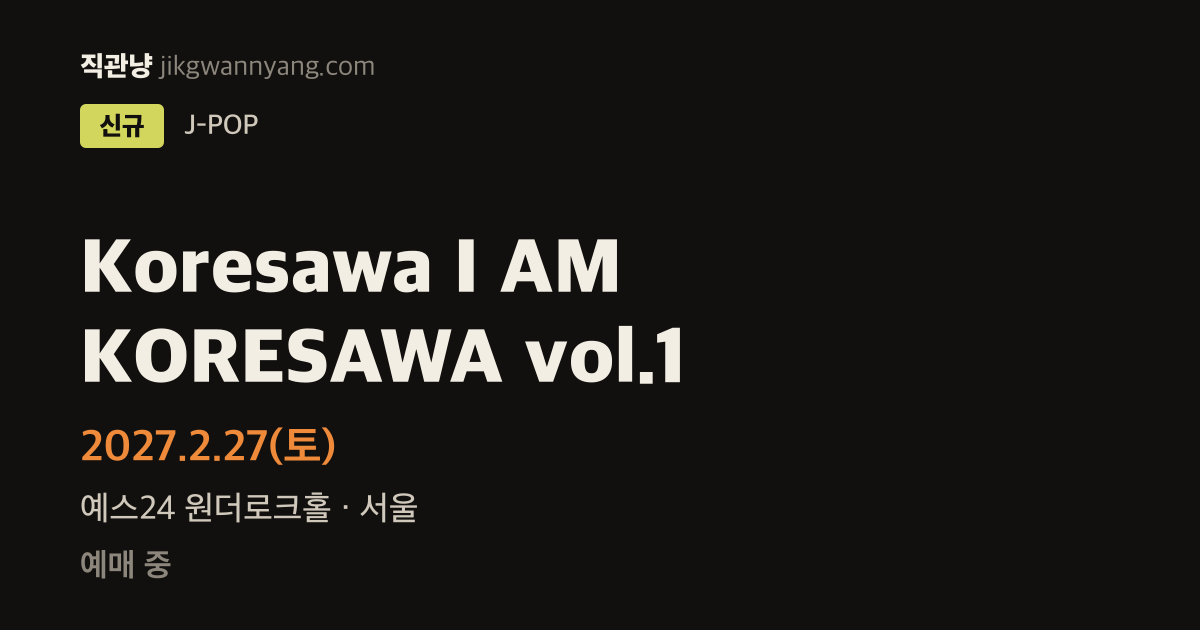 직관냥 jikgwannyang.com
신규 J-POP
Koresawa I AM
KORESAWA vol.1
2027.2.27(토)
예스24 원더로크홀 · 서울
예매 중